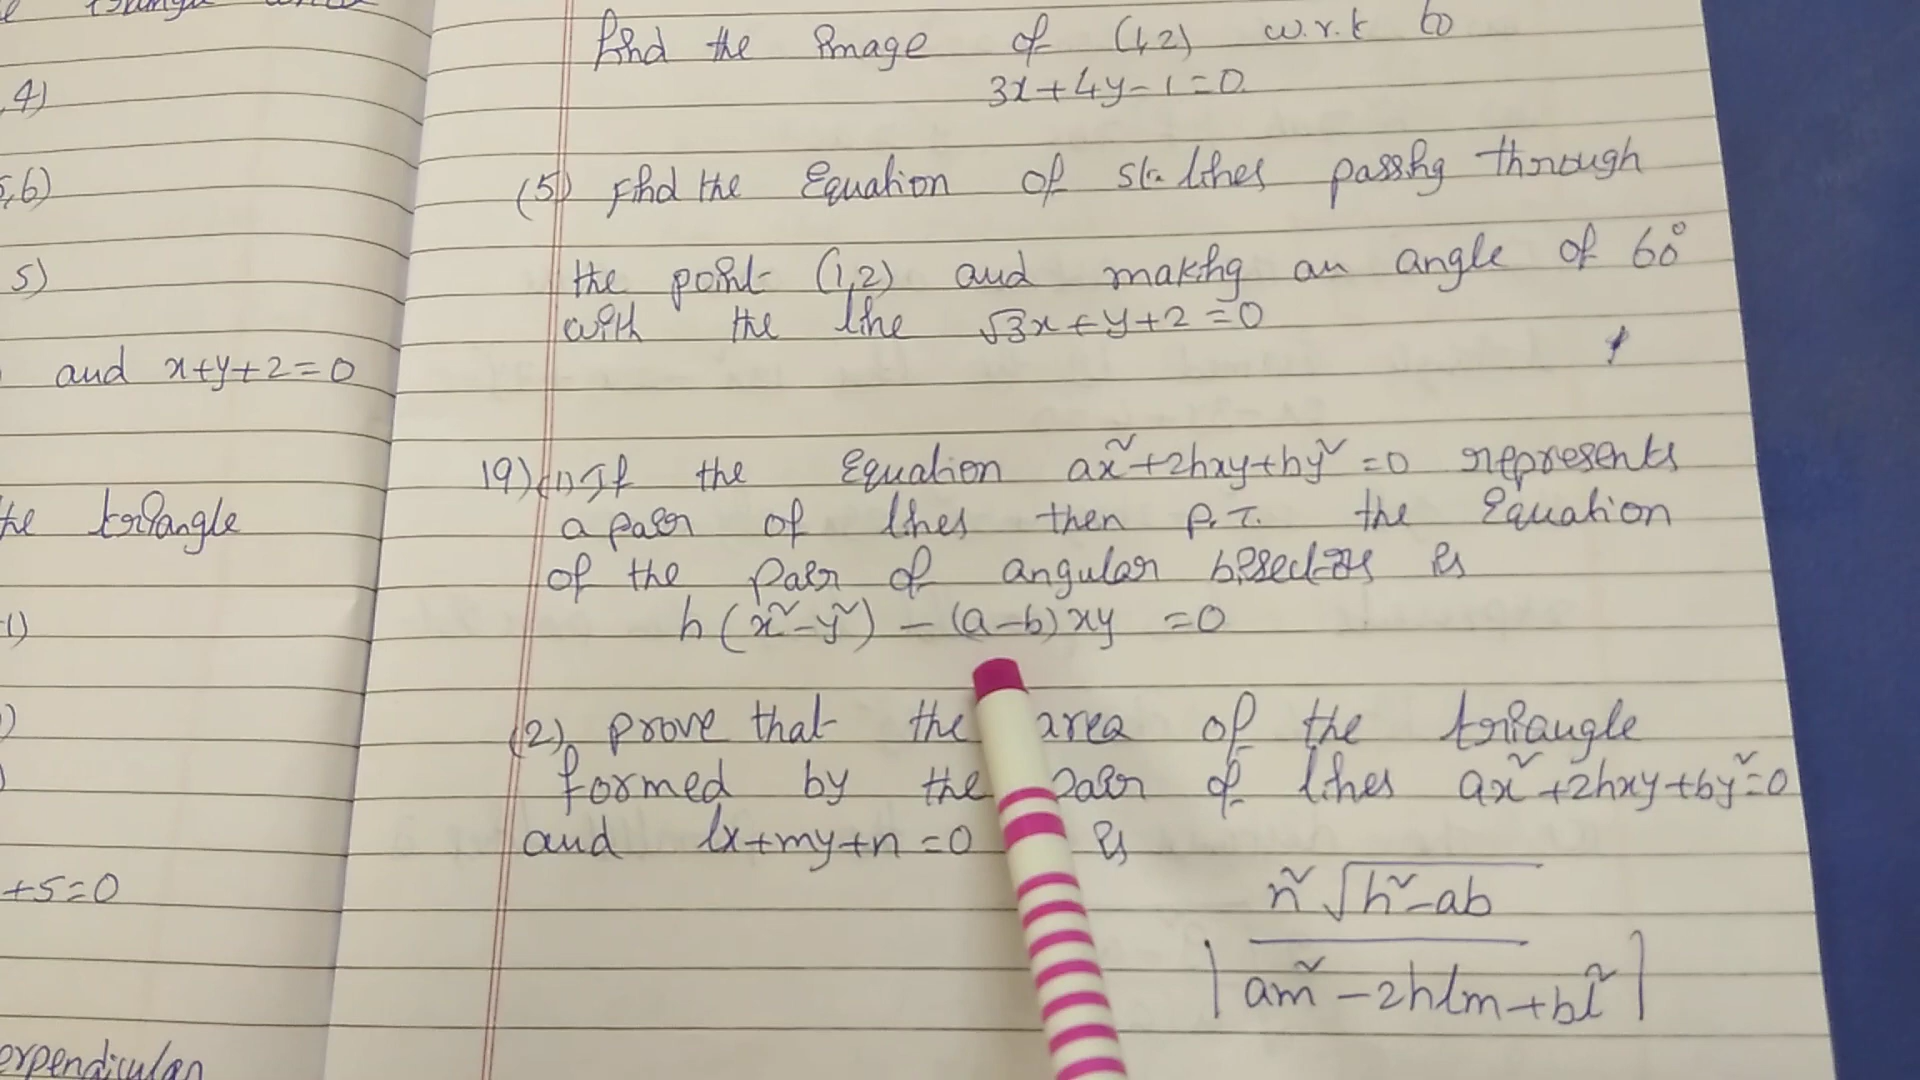 4)
,6)
5)
and x+y+2=0
the triangle
-1)
+5=0
erpendicular
find the image of (1,2) w.r.t to
3x+4y-1=0.
(5) Find the Equation of str. lines passing through
the point (1,2) and making an angle of 60°
with the line √3x+y+2=0
19)(1) If the Equation ax²+2hxy+by²=0 represents
a pair of lines then P.T. the Equation
of the pair of angular bisectors is
h(x²-y²) - (a-b)xy =0
(2) prove that the area of the triangle
formed by the pair of lines ax²+2hxy+by²=0
and lx+my+n=0 is
n²√h²-ab
|am²-2hlm+bl²|